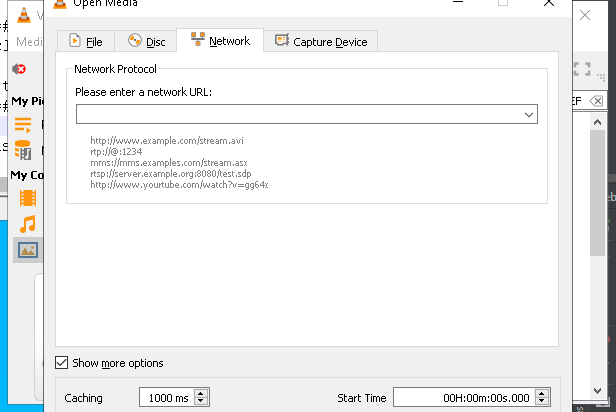 Open Media
Medi
File
Disc
Network
Capture Device
Network Protocol
Please enter a network URL:
EF
http://www.example.com/stream.avi
rtp://@:1234
mms://mms.examples.com/stream.asx
rtsp://server.example.org:8080/test.sdp
http://www.yourtube.com/watch?v=gg64x
My Pi
My Co
Show more options
Caching
1000 ms
Start Time
00H:00m:00s.000